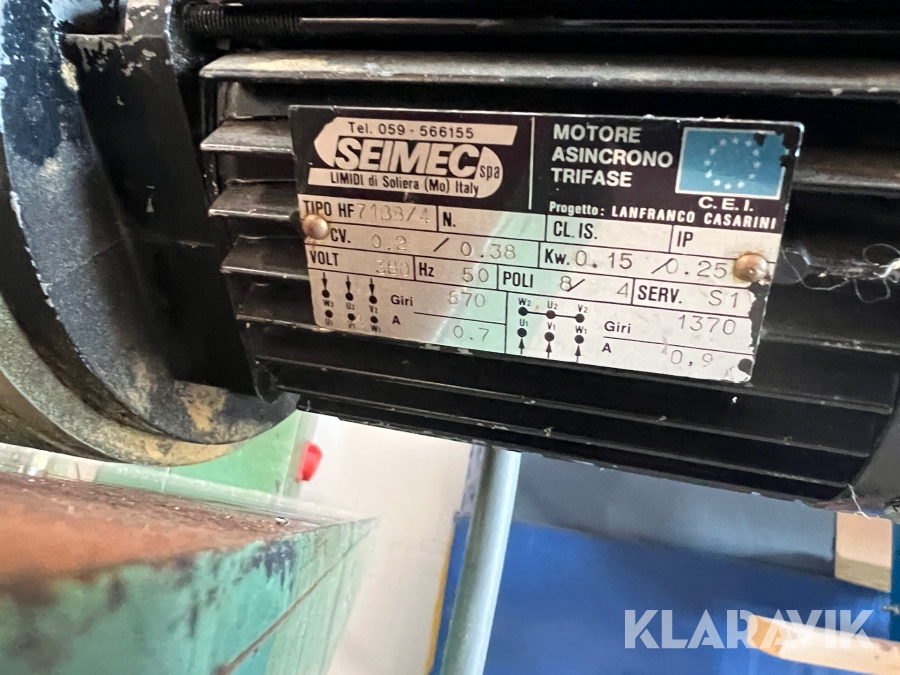 Tel. 059 - 566155
SEIMEC spa
LIMIDI di Soliera (Mo) Italy
MOTORE
ASINCRONO
TRIFASE
C.E.I.
Progetto: LANFRANCO CASARINI
TIPO HF 71BB/4 N. CL. IS. IP
CV. 0.2 / 0.38 Kw. 0.15 / 0.25
VOLT 380 Hz 50 POLI 8/ 4 SERV. S1
W2 U2 V2 Giri 670 W2 U2 V2 Giri 1370
U1 V1 W1 A 0.7 U1 V1 W1 A 0,9
KLARAVIK